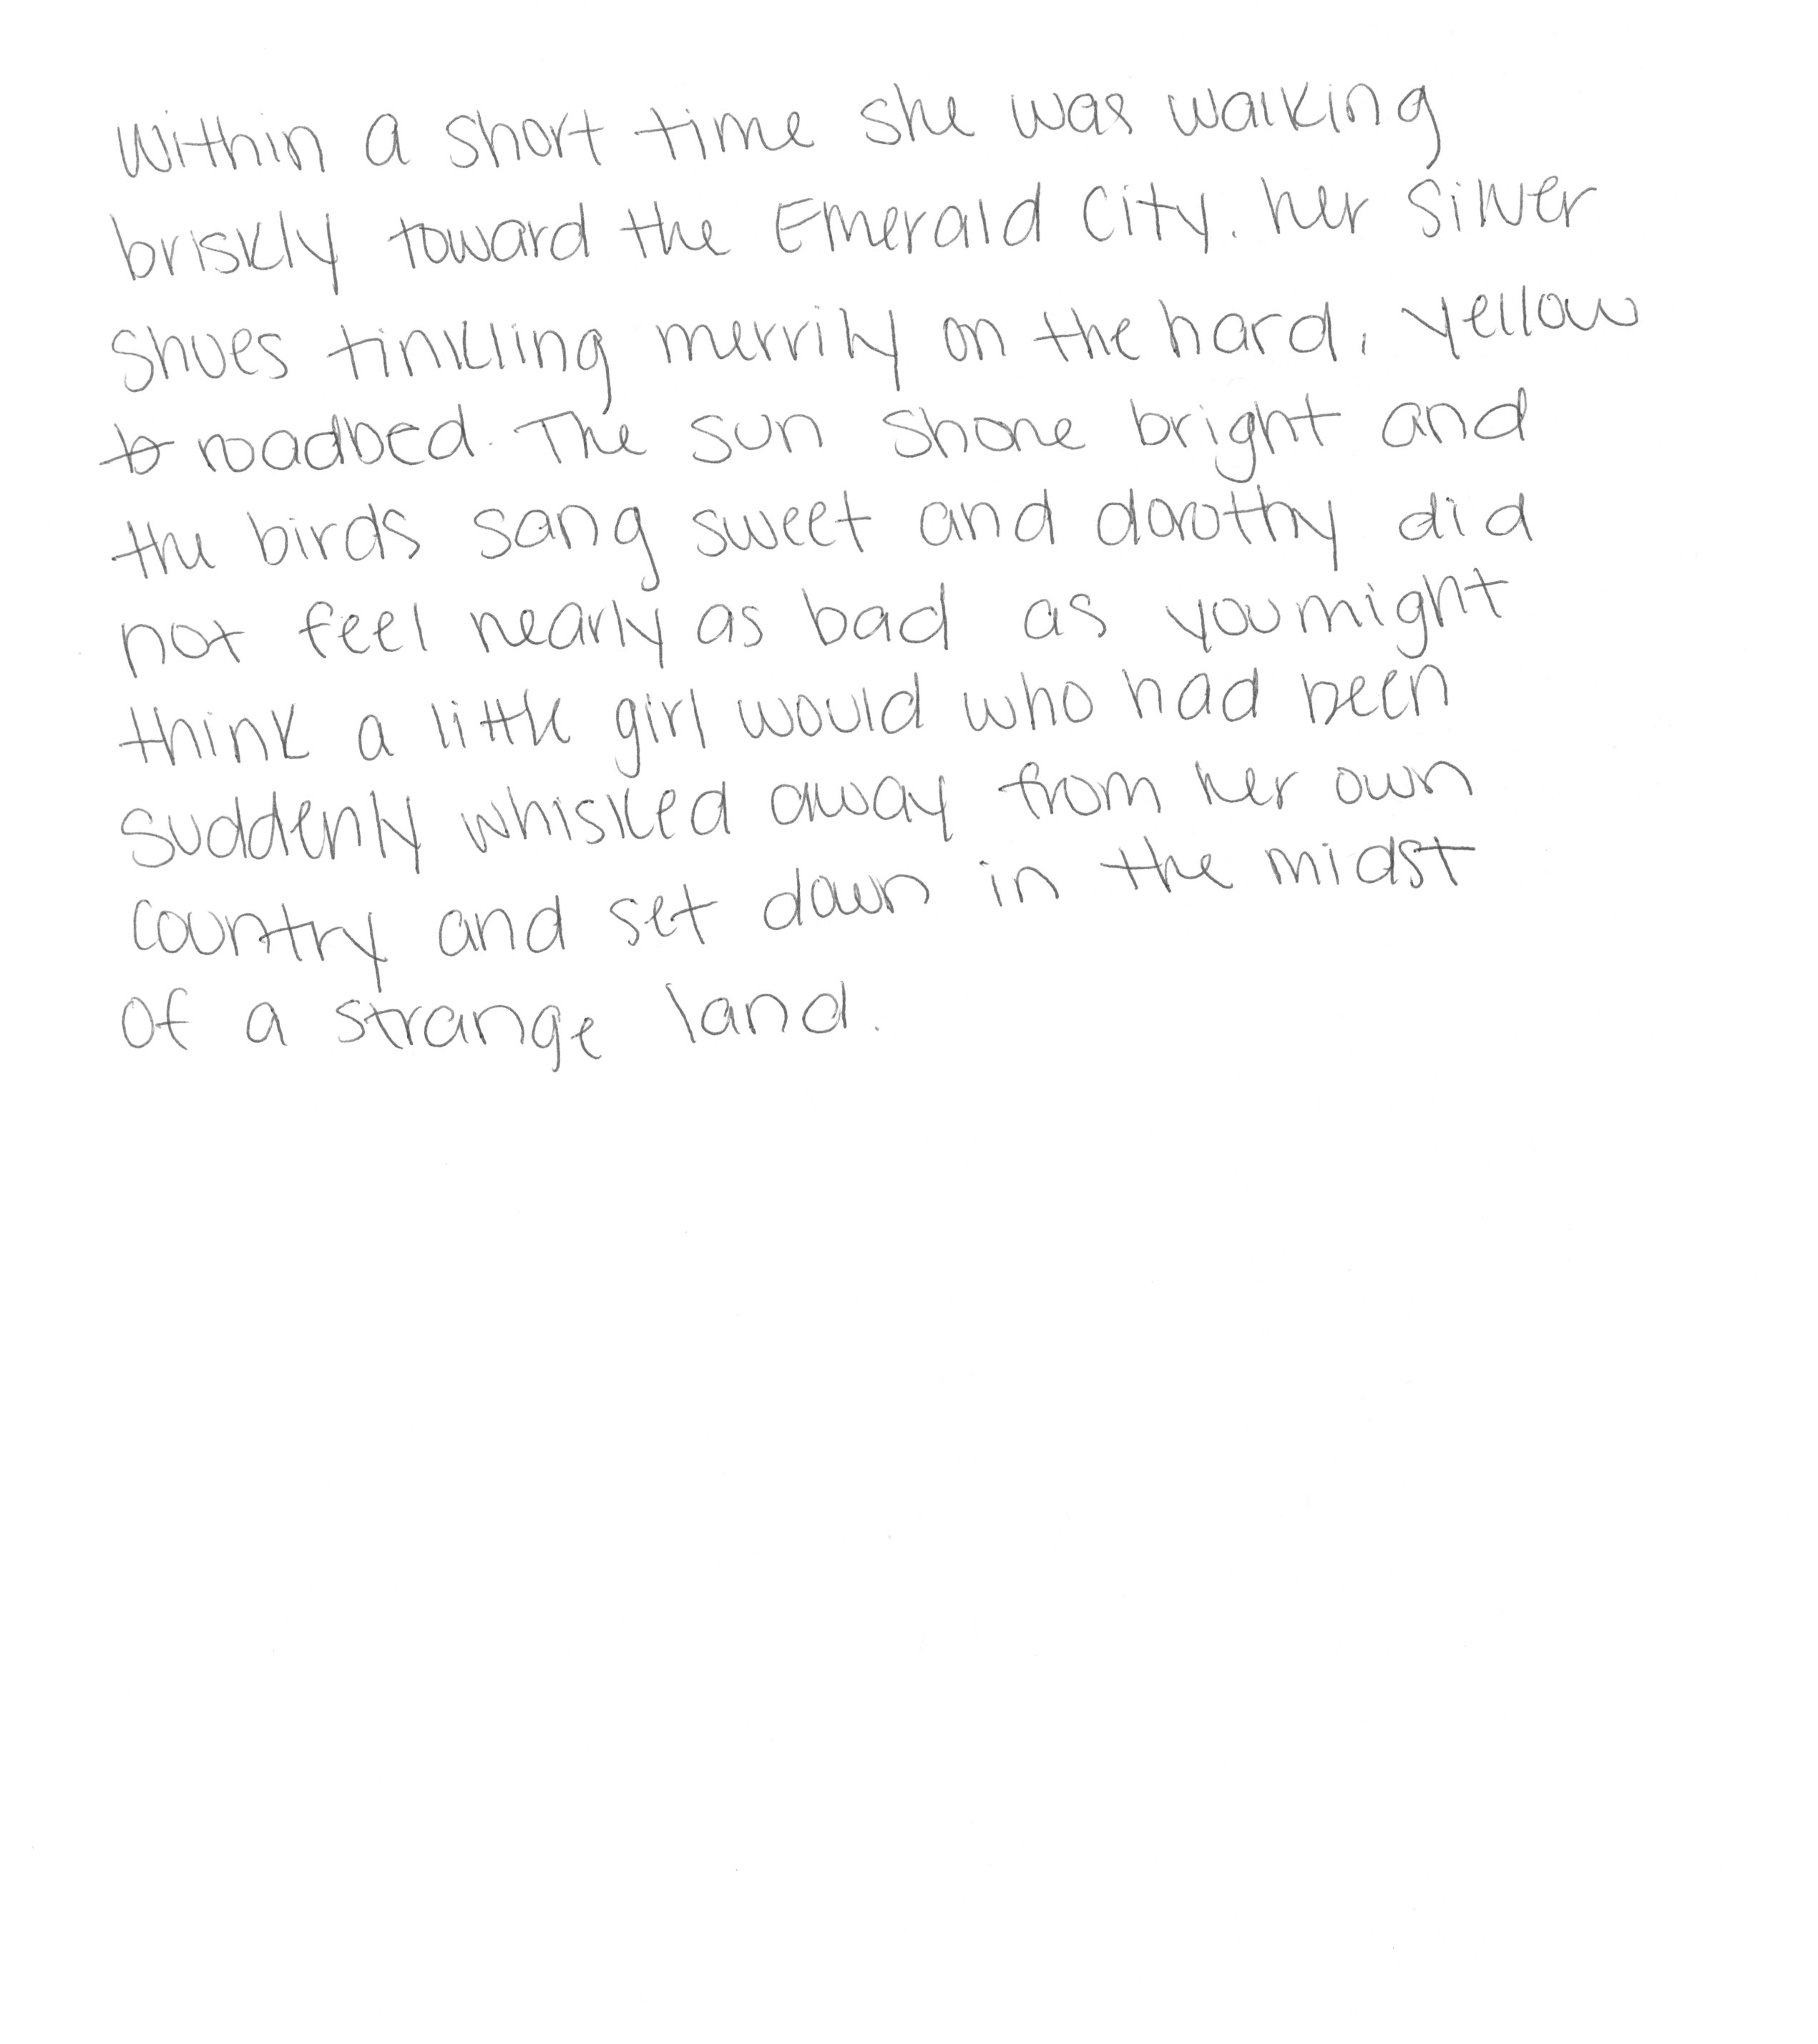 Within a short time she was walking
briskly toward the Emerald City. her Silver
Shoes tinkling merrily on the hard, yellow
roadbed. The sun shone bright and
the birds sang sweet and dorothy did
not feel nearly as bad as you might
think a little girl would who had been
suddenly whisked away from her own
country and set down in the midst
of a strange land.